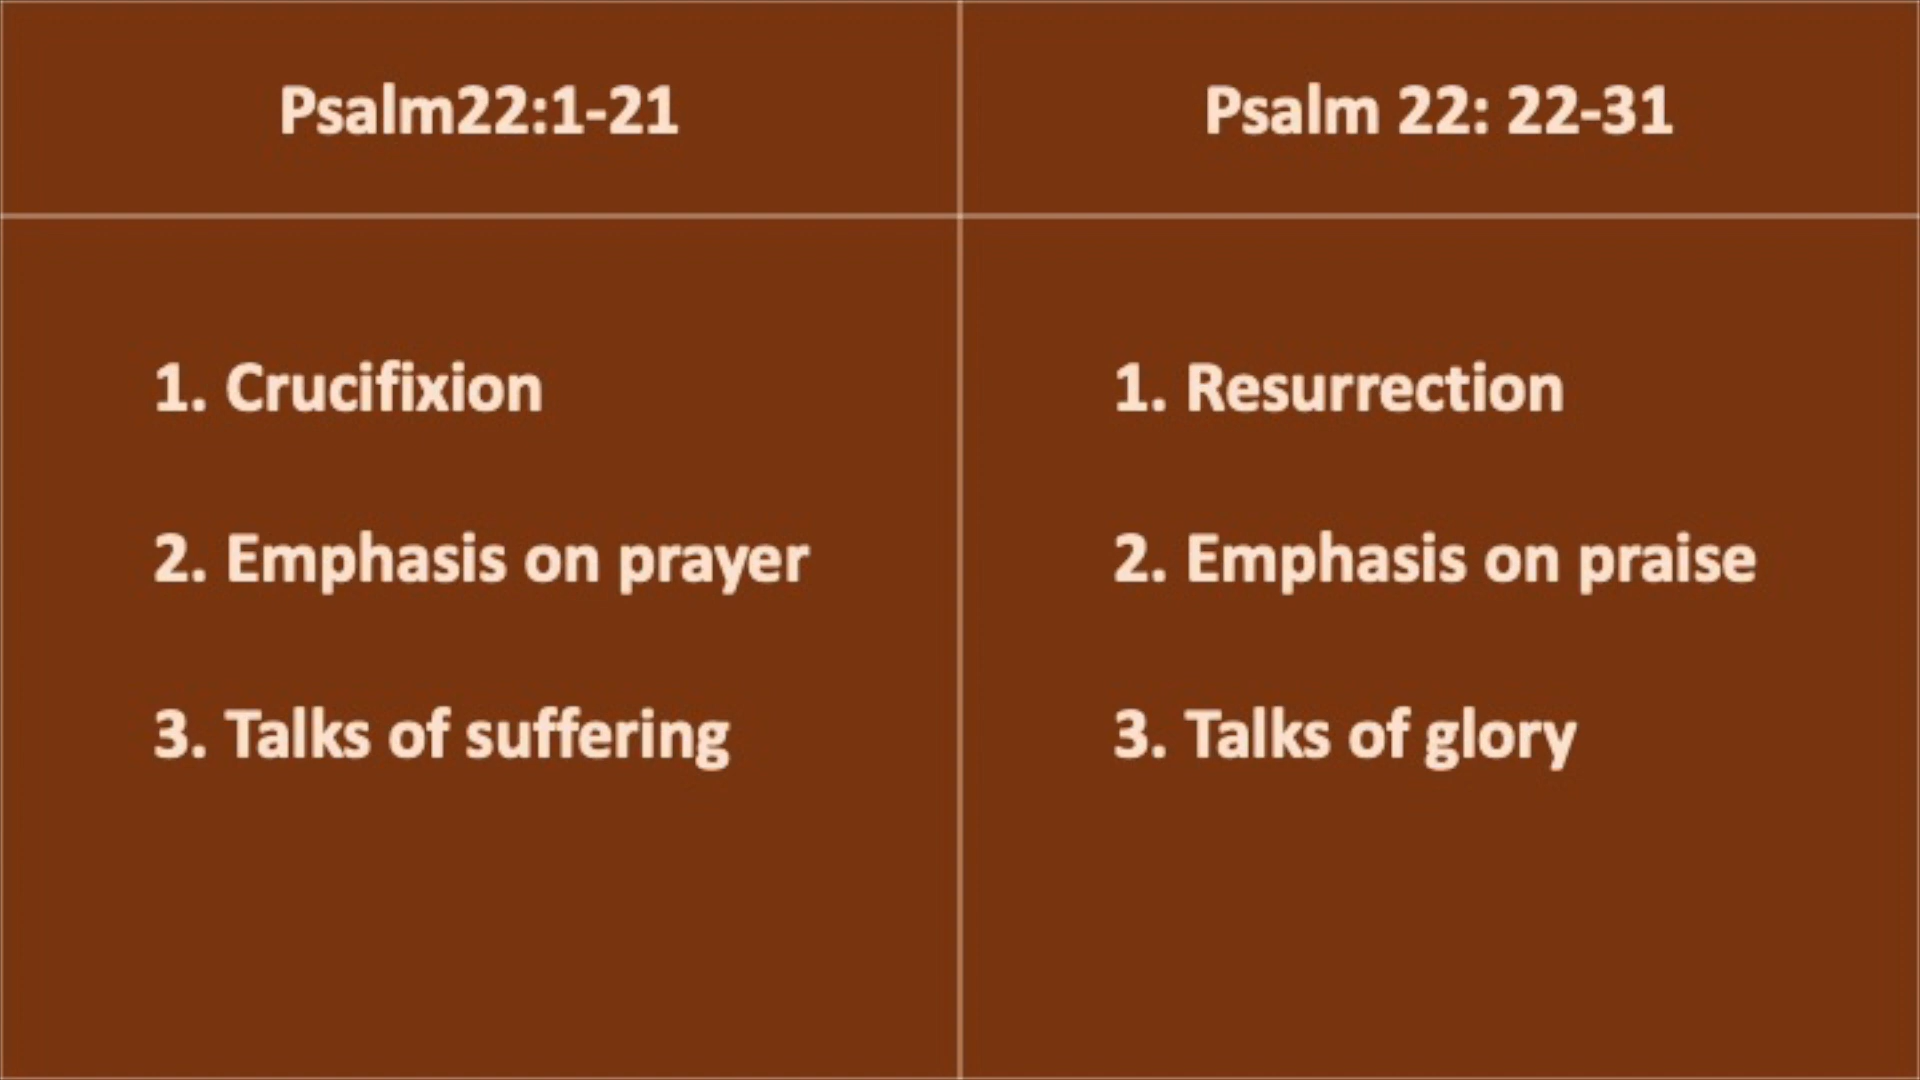 Psalm22:1-21
Psalm 22: 22-31
1. Crucifixion
2. Emphasis on prayer
3. Talks of suffering
1. Resurrection
2. Emphasis on praise
3. Talks of glory